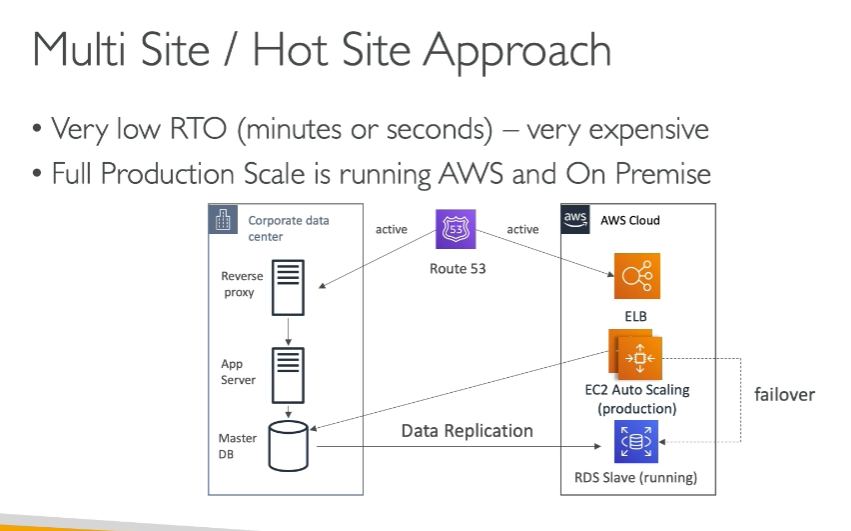 Multi Site / Hot Site Approach
• Very low RTO (minutes or seconds) – very expensive
• Full Production Scale is running AWS and On Premise
Corporate data
center
active
53
active
aws
AWS Cloud
Route 53
Reverse
proxy
ELB
App
Server
EC2 Auto Scaling
(production)
failover
Master
DB
Data Replication
RDS Slave (running)